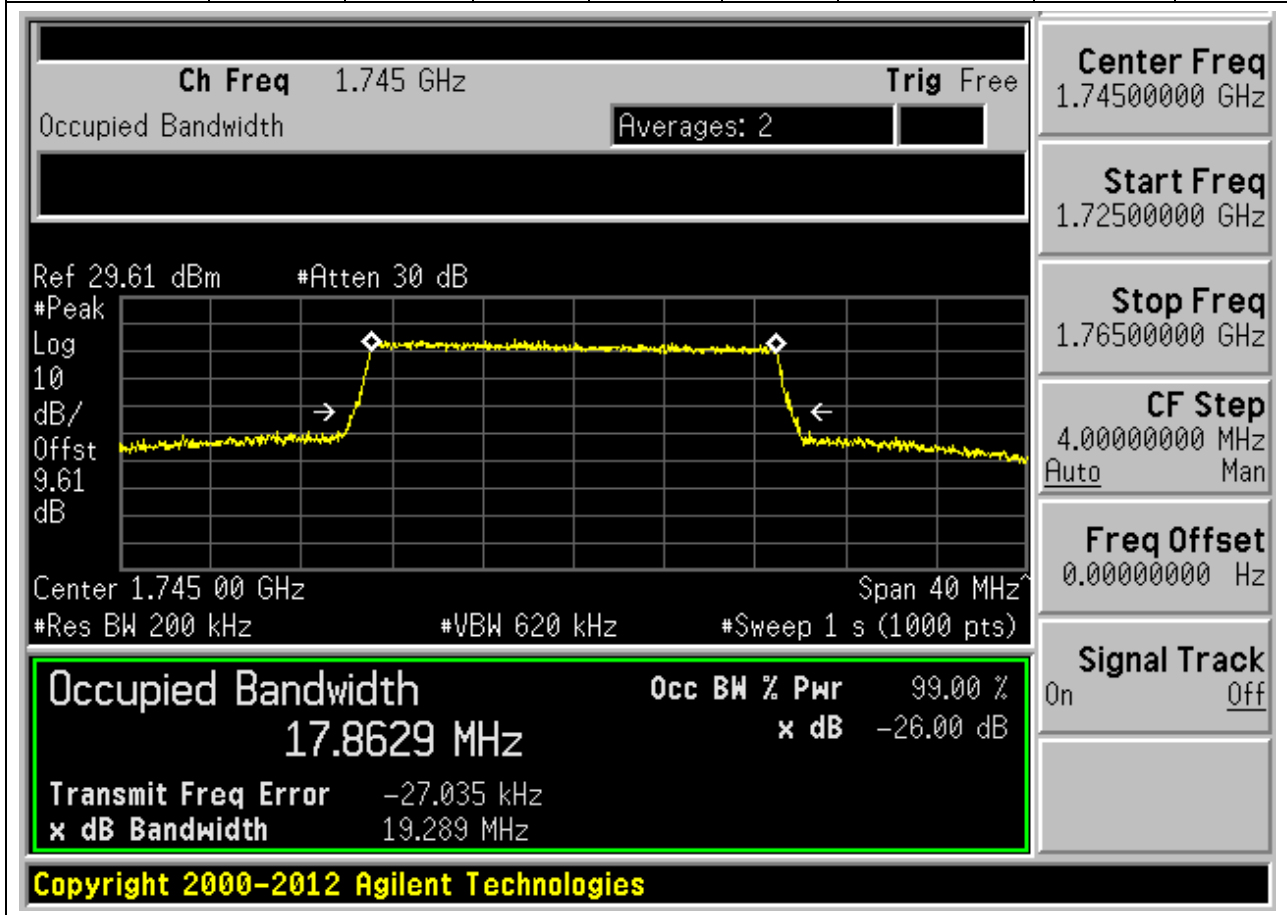 Ch Freq 1.745 GHz Trig Free
Occupied Bandwidth Averages: 2
Ref 29.61 dBm #Atten 30 dB
#Peak
Log
10
dB/
Offst
9.61
dB
Center 1.745 00 GHz Span 40 MHz^
#Res BW 200 kHz #VBW 620 kHz #Sweep 1 s (1000 pts)
Occupied Bandwidth Occ BW % Pwr 99.00 %
17.8629 MHz x dB -26.00 dB
Transmit Freq Error -27.035 kHz
x dB Bandwidth 19.289 MHz
Copyright 2000-2012 Agilent Technologies
Center Freq
1.74500000 GHz
Start Freq
1.72500000 GHz
Stop Freq
1.76500000 GHz
CF Step
4.00000000 MHz
Auto Man
Freq Offset
0.00000000 Hz
Signal Track
On Off